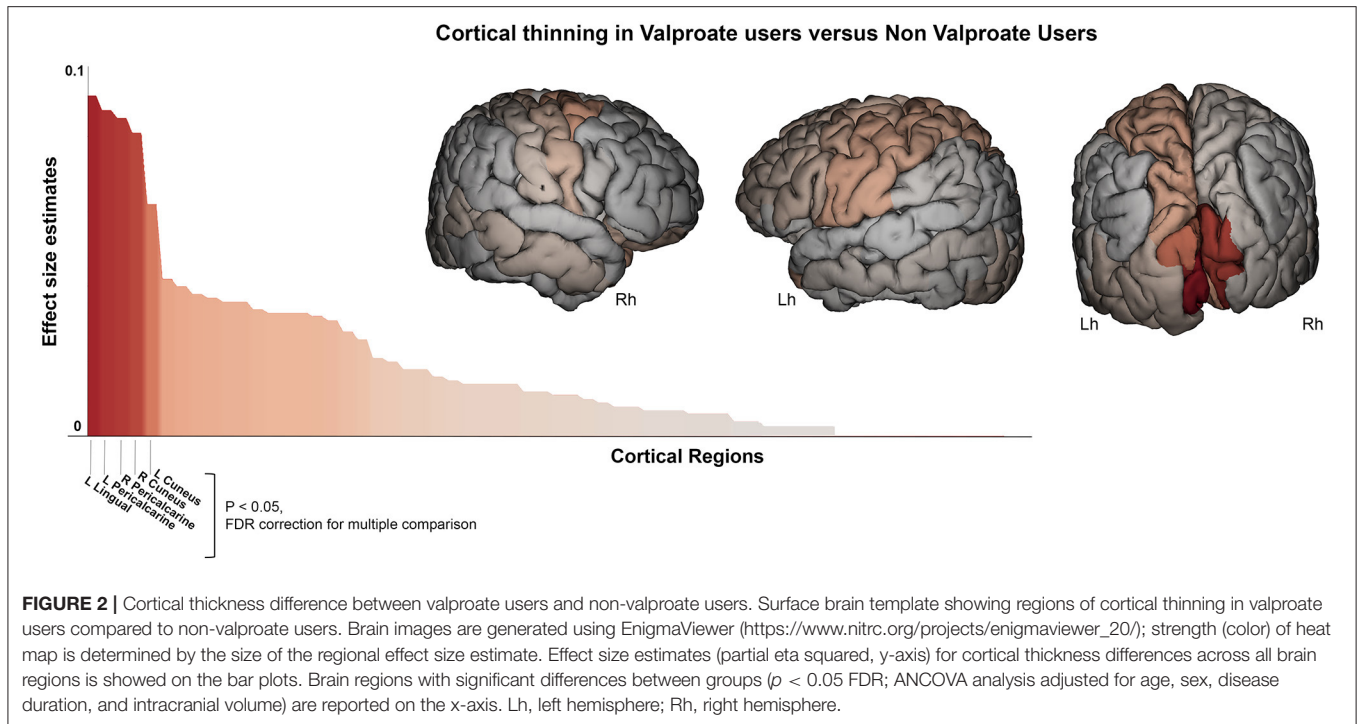 Cortical thinning in Valproate users versus Non Valproate Users
0.1
Effect size estimates
0
Rh
Lh
Lh
Rh
Cortical Regions
L Lingual
L Pericalcarine
R Pericalcarine
R Cuneus
L Cuneus
P < 0.05,
FDR correction for multiple comparison
FIGURE 2 | Cortical thickness difference between valproate users and non-valproate users. Surface brain template showing regions of cortical thinning in valproate
users compared to non-valproate users. Brain images are generated using EnigmaViewer (https://www.nitrc.org/projects/enigmaviewer_20/); strength (color) of heat
map is determined by the size of the regional effect size estimate. Effect size estimates (partial eta squared, y-axis) for cortical thickness differences across all brain
regions is showed on the bar plots. Brain regions with significant differences between groups (p < 0.05 FDR; ANCOVA analysis adjusted for age, sex, disease
duration, and intracranial volume) are reported on the x-axis. Lh, left hemisphere; Rh, right hemisphere.